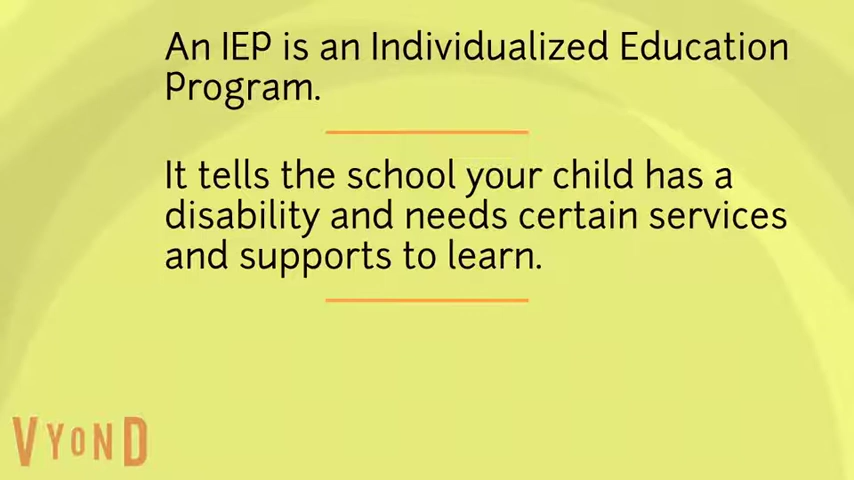 An IEP is an Individualized Education
Program.
It tells the school your child has a
disability and needs certain services
and supports to learn.
VYOND